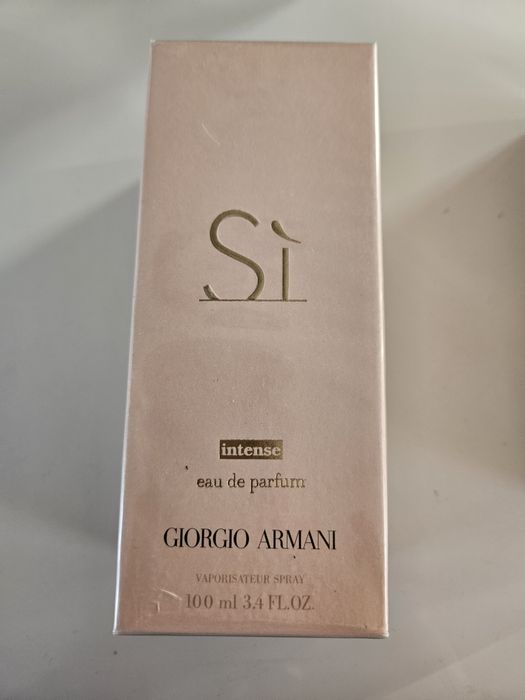 Sì
intense
eau de parfum
GIORGIO ARMANI
VAPORISATEUR SPRAY
100 ml 3.4 FL.OZ.